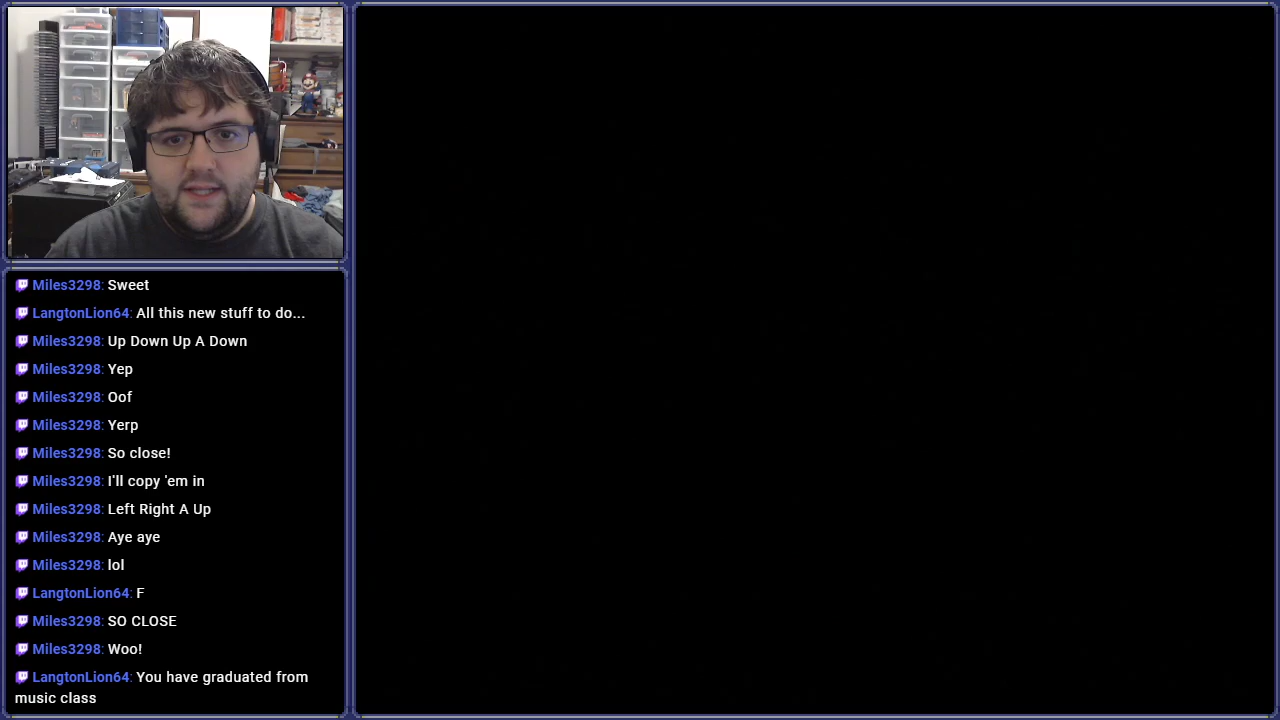 Miles3298: Sweet
LangtonLion64: All this new stuff to do...
Miles3298: Up Down Up A Down
Miles3298: Yep
Miles3298: Oof
Miles3298: Yerp
Miles3298: So close!
Miles3298: I'll copy 'em in
Miles3298: Left Right A Up
Miles3298: Aye aye
Miles3298: lol
LangtonLion64: F
Miles3298: SO CLOSE
Miles3298: Woo!
LangtonLion64: You have graduated from
music class